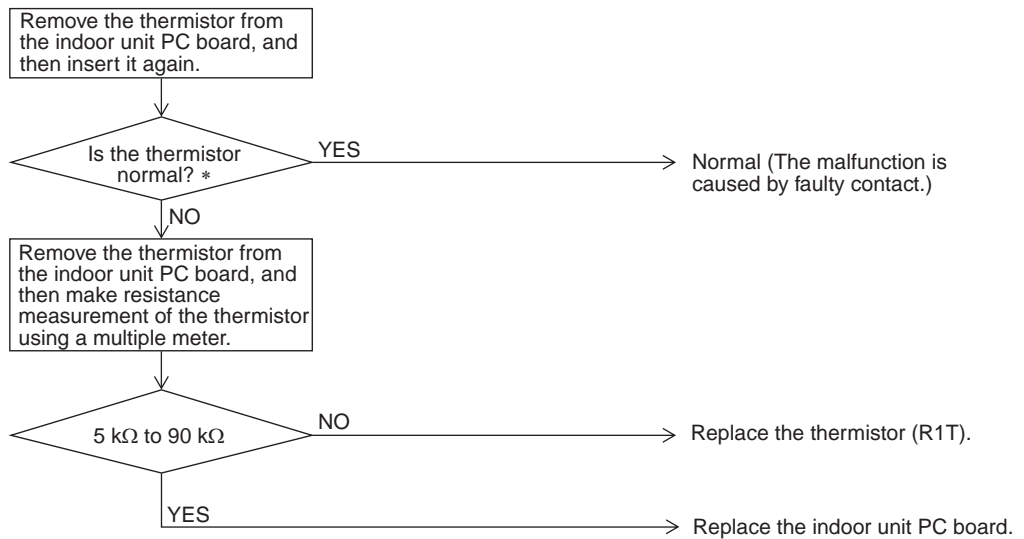 Remove the thermistor from
the indoor unit PC board, and
then insert it again.
Is the thermistor
normal? *
YES
Normal (The malfunction is
caused by faulty contact.)
NO
Remove the thermistor from
the indoor unit PC board, and
then make resistance
measurement of the thermistor
using a multiple meter.
5 kΩ to 90 kΩ
NO
Replace the thermistor (R1T).
YES
Replace the indoor unit PC board.